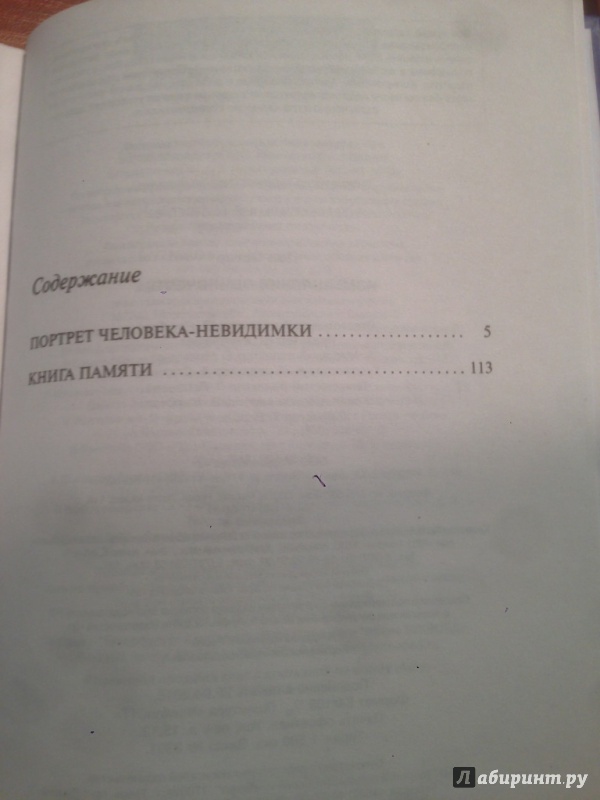 Содержание
ПОРТРЕТ ЧЕЛОВЕКА-НЕВИДИМКИ .................... 5
КНИГА ПАМЯТИ ........................................ 113
Лабиринт.ру